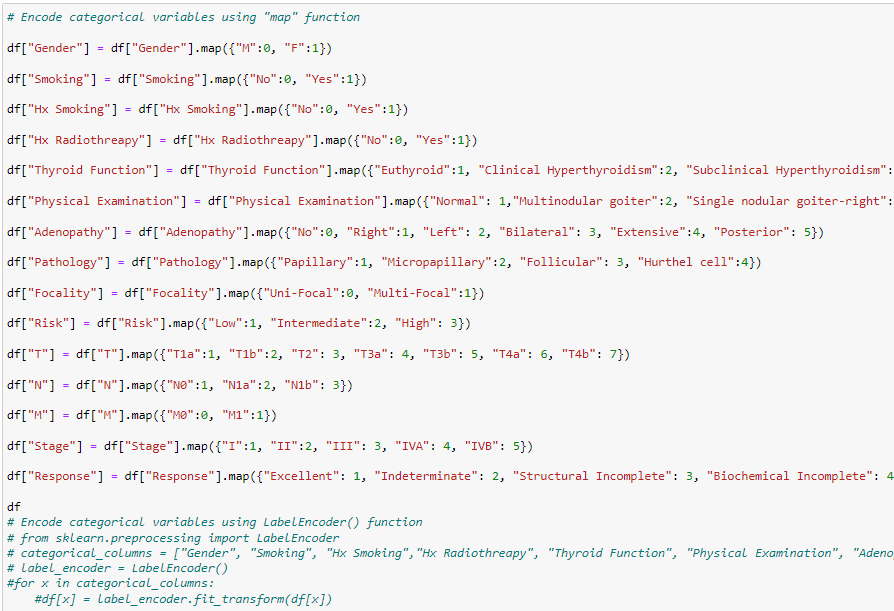 # Encode categorical variables using "map" function
df["Gender"] = df["Gender"].map({"M":0, "F":1})
df["Smoking"] = df["Smoking"].map({"No":0, "Yes":1})
df["Hx Smoking"] = df["Hx Smoking"].map({"No":0, "Yes":1})
df["Hx Radiothreapy"] = df["Hx Radiothreapy"].map({"No":0, "Yes":1})
df["Thyroid Function"] = df["Thyroid Function"].map({"Euthyroid":1, "Clinical Hyperthyroidism":2, "Subclinical Hyperthyroidism":
df["Physical Examination"] = df["Physical Examination"].map({"Normal": 1,"Multinodular goiter":2, "Single nodular goiter-right":
df["Adenopathy"] = df["Adenopathy"].map({"No":0, "Right":1, "Left": 2, "Bilateral": 3, "Extensive":4, "Posterior": 5})
df["Pathology"] = df["Pathology"].map({"Papillary":1, "Micropapillary":2, "Follicular": 3, "Hurthel cell":4})
df["Focality"] = df["Focality"].map({"Uni-Focal":0, "Multi-Focal":1})
df["Risk"] = df["Risk"].map({"Low":1, "Intermediate":2, "High": 3})
df["T"] = df["T"].map({"T1a":1, "T1b":2, "T2": 3, "T3a": 4, "T3b": 5, "T4a": 6, "T4b": 7})
df["N"] = df["N"].map({"N0":1, "N1a":2, "N1b": 3})
df["M"] = df["M"].map({"M0":0, "M1":1})
df["Stage"] = df["Stage"].map({"I":1, "II":2, "III": 3, "IVA": 4, "IVB": 5})
df["Response"] = df["Response"].map({"Excellent": 1, "Indeterminate": 2, "Structural Incomplete": 3, "Biochemical Incomplete": 4
df
# Encode categorical variables using LabelEncoder() function
# from sklearn.preprocessing import LabelEncoder
# categorical_columns = ["Gender", "Smoking", "Hx Smoking","Hx Radiothreapy", "Thyroid Function", "Physical Examination", "Adeno
# label_encoder = LabelEncoder()
#for x in categorical_columns:
    #df[x] = label_encoder.fit_transform(df[x])